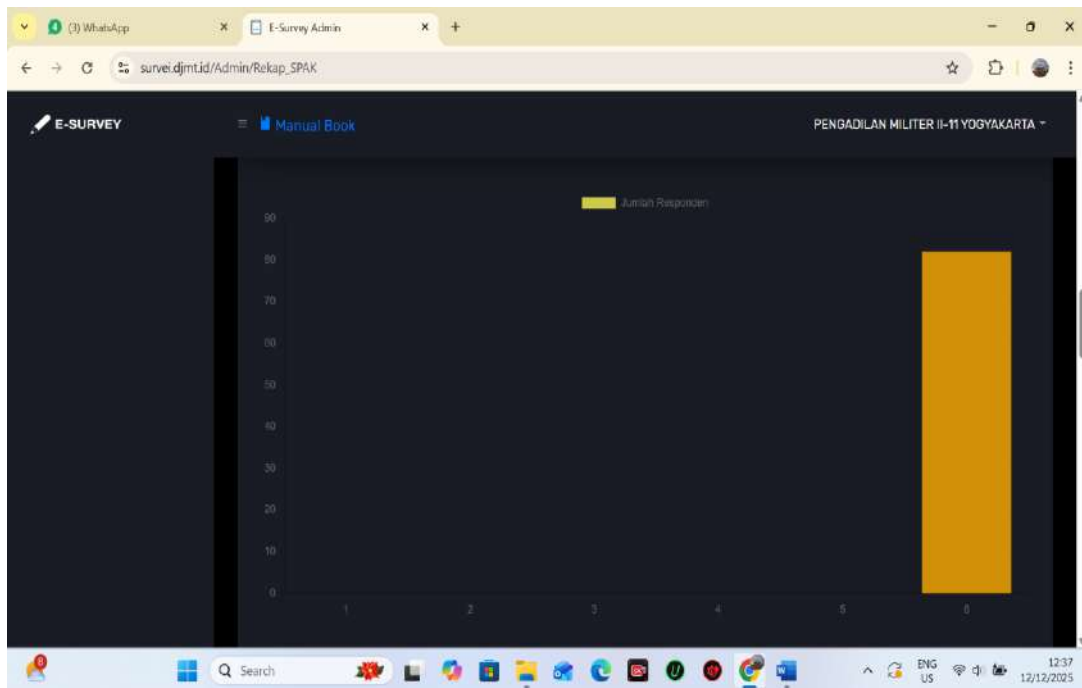 (3) WhatsApp
E-Survey Admin
survei.djmt.id/Admin/Rekap_SPAK
E-SURVEY
Manual Book
PENGADILAN MILITER II-11 YOGYAKARTA
Jumlah Responden
90
80
70
60
50
40
30
20
10
0
1 2 3 4 5 6
8
Search
ENG
US
12:37
12/12/2025